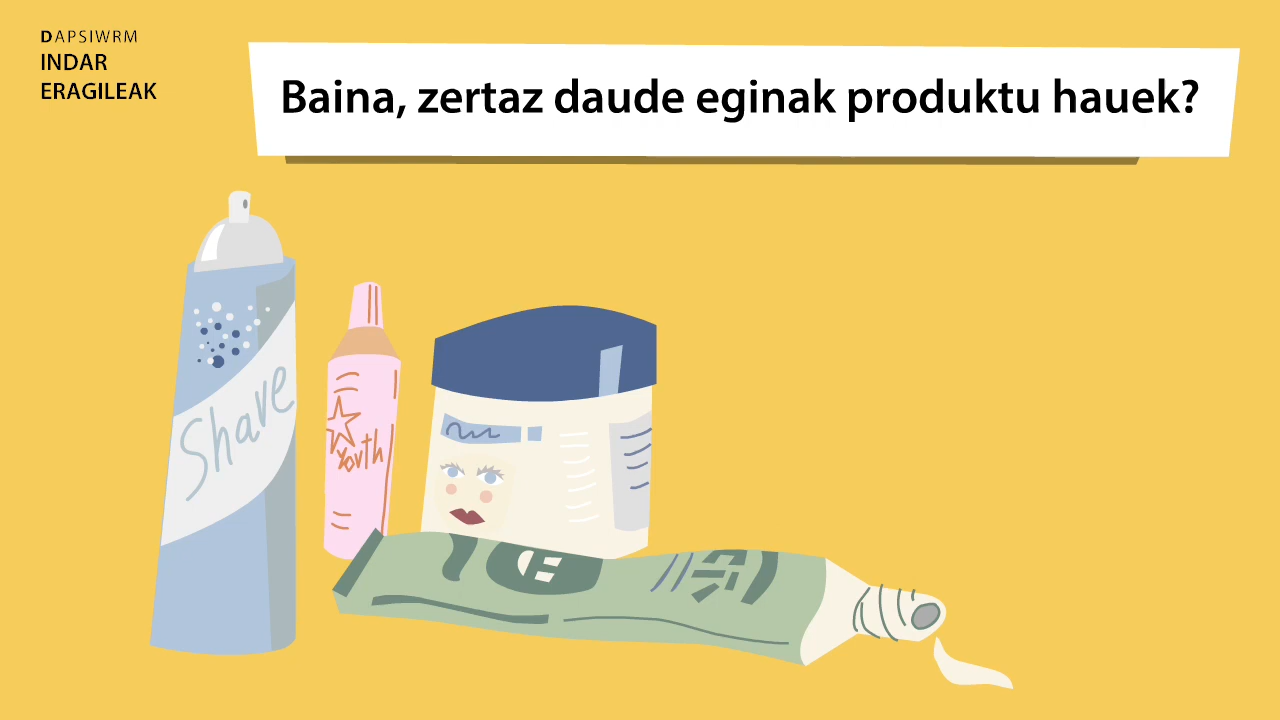 DAPSIWRM
INDAR
ERAGILEAK
Baina, zertaz daude eginak produktu hauek?
Shave
Youth